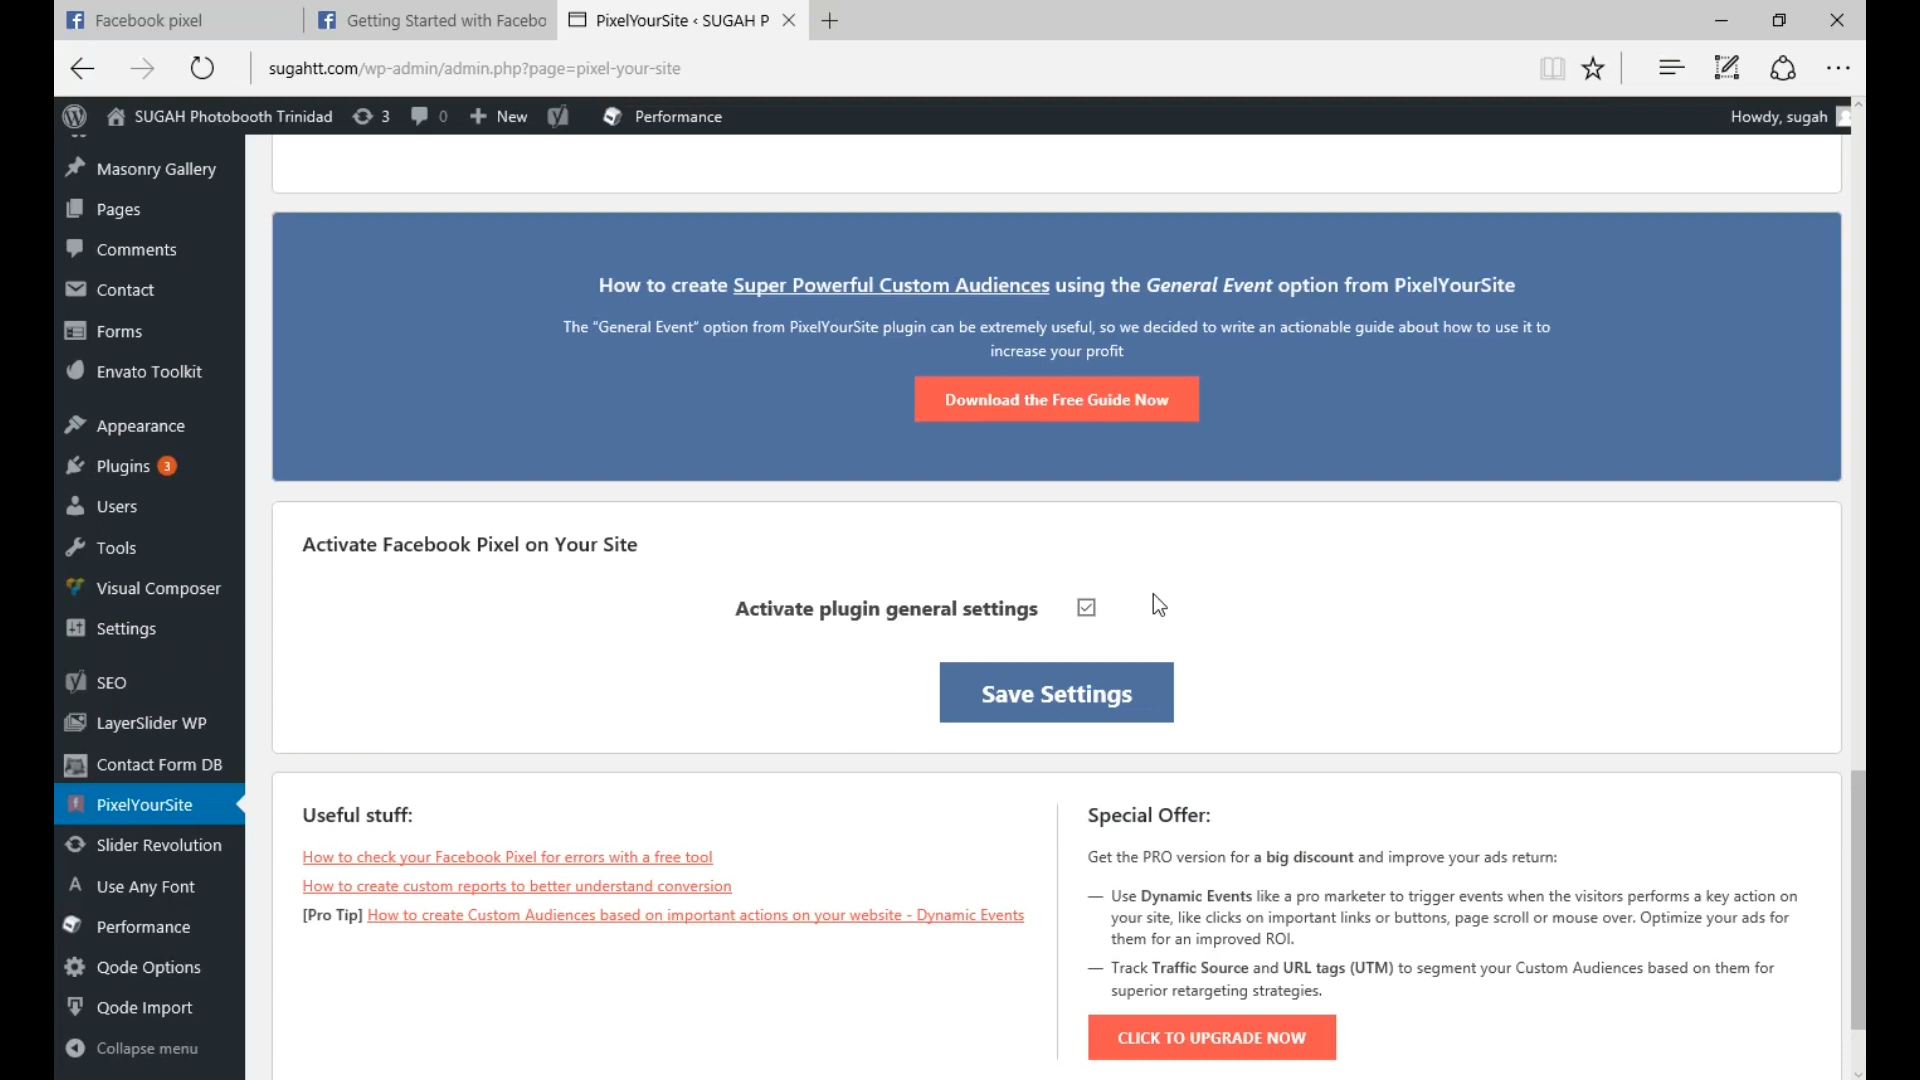 Facebook pixel
Getting Started with Facebo
PixelYourSite ‹ SUGAH P
sugahtt.com/wp-admin/admin.php?page=pixel-your-site
SUGAH Photobooth Trinidad
3
0
New
Performance
Howdy, sugah
Masonry Gallery
Pages
Comments
Contact
Forms
Envato Toolkit
Appearance
Plugins 3
Users
Tools
Visual Composer
Settings
SEO
LayerSlider WP
Contact Form DB
PixelYourSite
Slider Revolution
Use Any Font
Performance
Qode Options
Qode Import
Collapse menu
How to create Super Powerful Custom Audiences using the General Event option from PixelYourSite
The "General Event" option from PixelYourSite plugin can be extremely useful, so we decided to write an actionable guide about how to use it to
increase your profit
Download the Free Guide Now
Activate Facebook Pixel on Your Site
Activate plugin general settings
Save Settings
Useful stuff:
How to check your Facebook Pixel for errors with a free tool
How to create custom reports to better understand conversion
[Pro Tip] How to create Custom Audiences based on important actions on your website - Dynamic Events
Special Offer:
Get the PRO version for a big discount and improve your ads return:
— Use Dynamic Events like a pro marketer to trigger events when the visitors performs a key action on
your site, like clicks on important links or buttons, page scroll or mouse over. Optimize your ads for
them for an improved ROI.
— Track Traffic Source and URL tags (UTM) to segment your Custom Audiences based on them for
superior retargeting strategies.
CLICK TO UPGRADE NOW